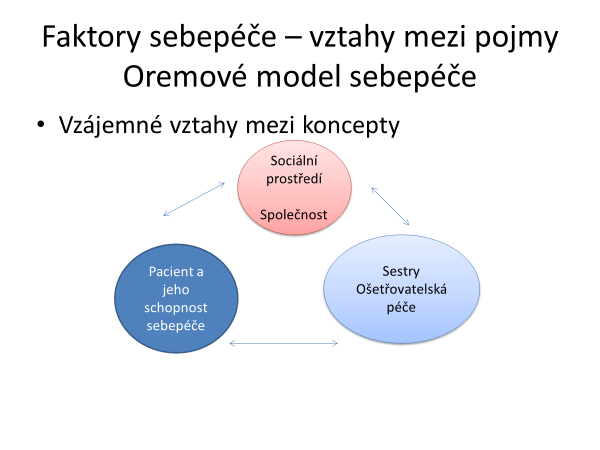 Faktory sebepéče – vztahy mezi pojmy
Oremové model sebepéče
• Vzájemné vztahy mezi koncepty
Sociální
prostředí
Společnost
Pacient a
jeho
schopnost
sebepéče
Sestry
Ošetřovatelská
péče